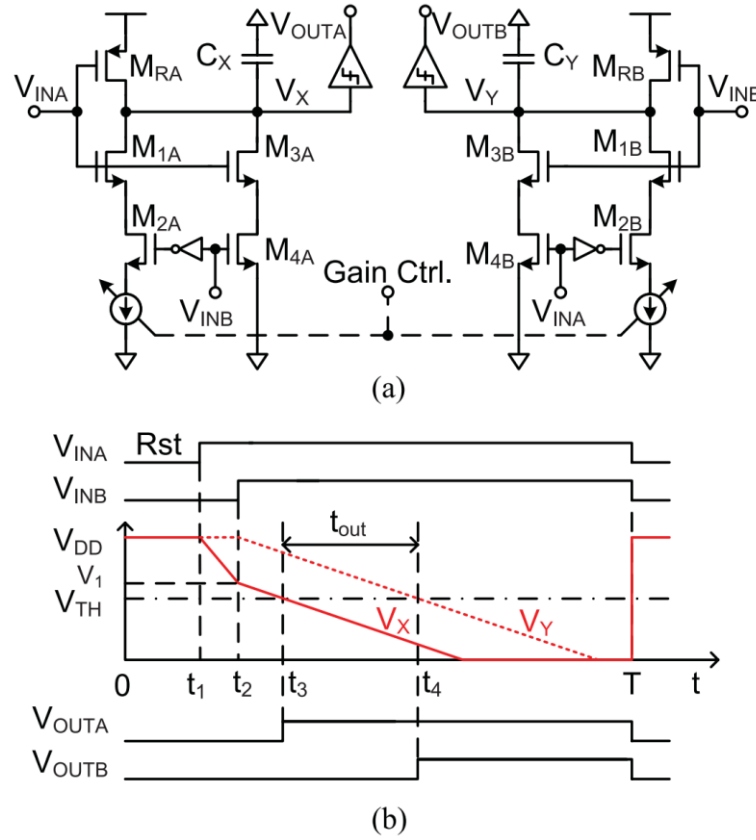 V_OUTA V_OUTB
C_X C_Y
M_RA M_RB
V_INA V_X V_Y V_INB
M_1A M_3A M_3B M_1B
M_2A M_4A M_4B M_2B
Gain Ctrl.
V_INB V_INA
(a)
V_INA Rst
V_INB
t_out
V_DD
V_1
V_TH
V_X V_Y
0 t_1 t_2 t_3 t_4 T t
V_OUTA
V_OUTB
(b)